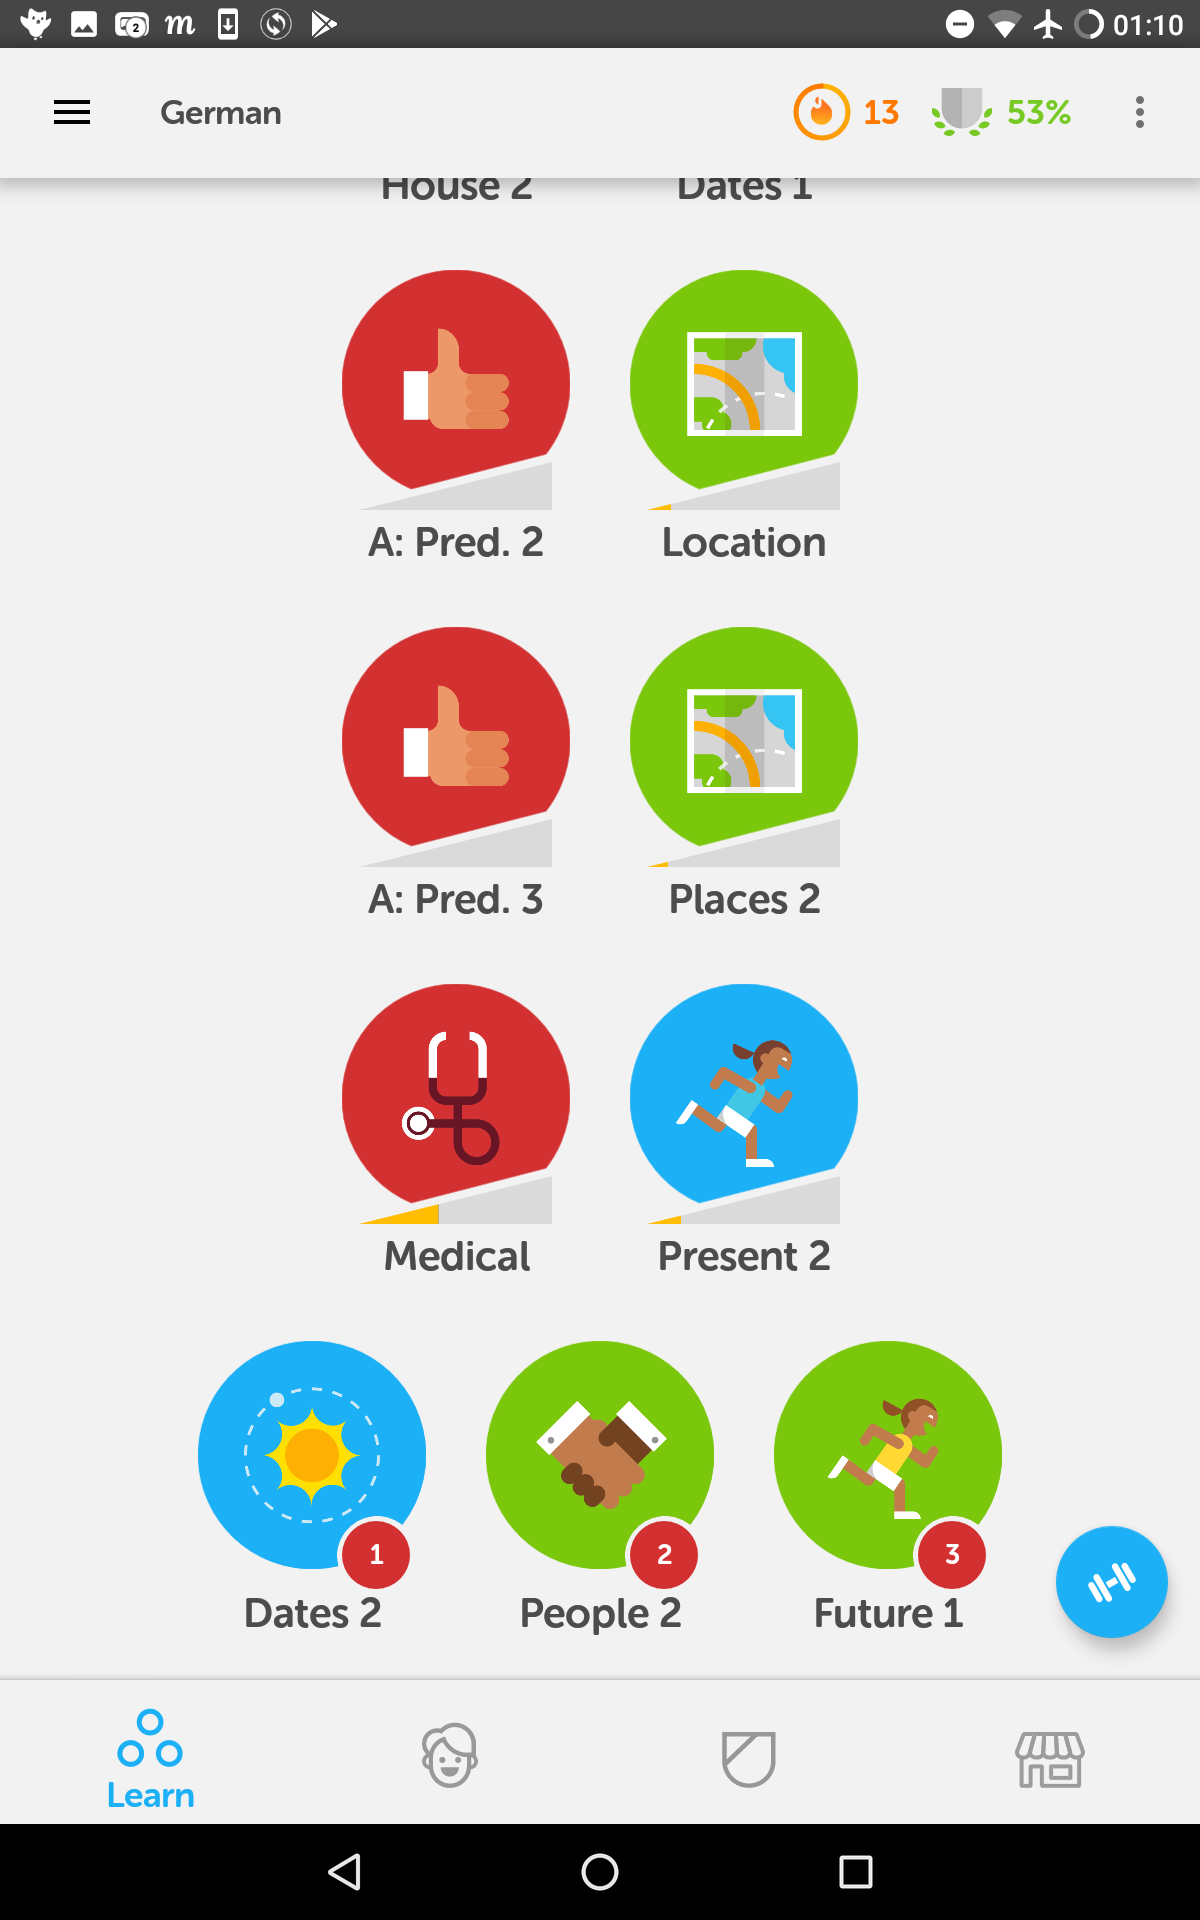 2 m 01:10
German 13 53%
House 2 Dates 1
A: Pred. 2 Location
A: Pred. 3 Places 2
Medical Present 2
1 2 3
Dates 2 People 2 Future 1
Learn